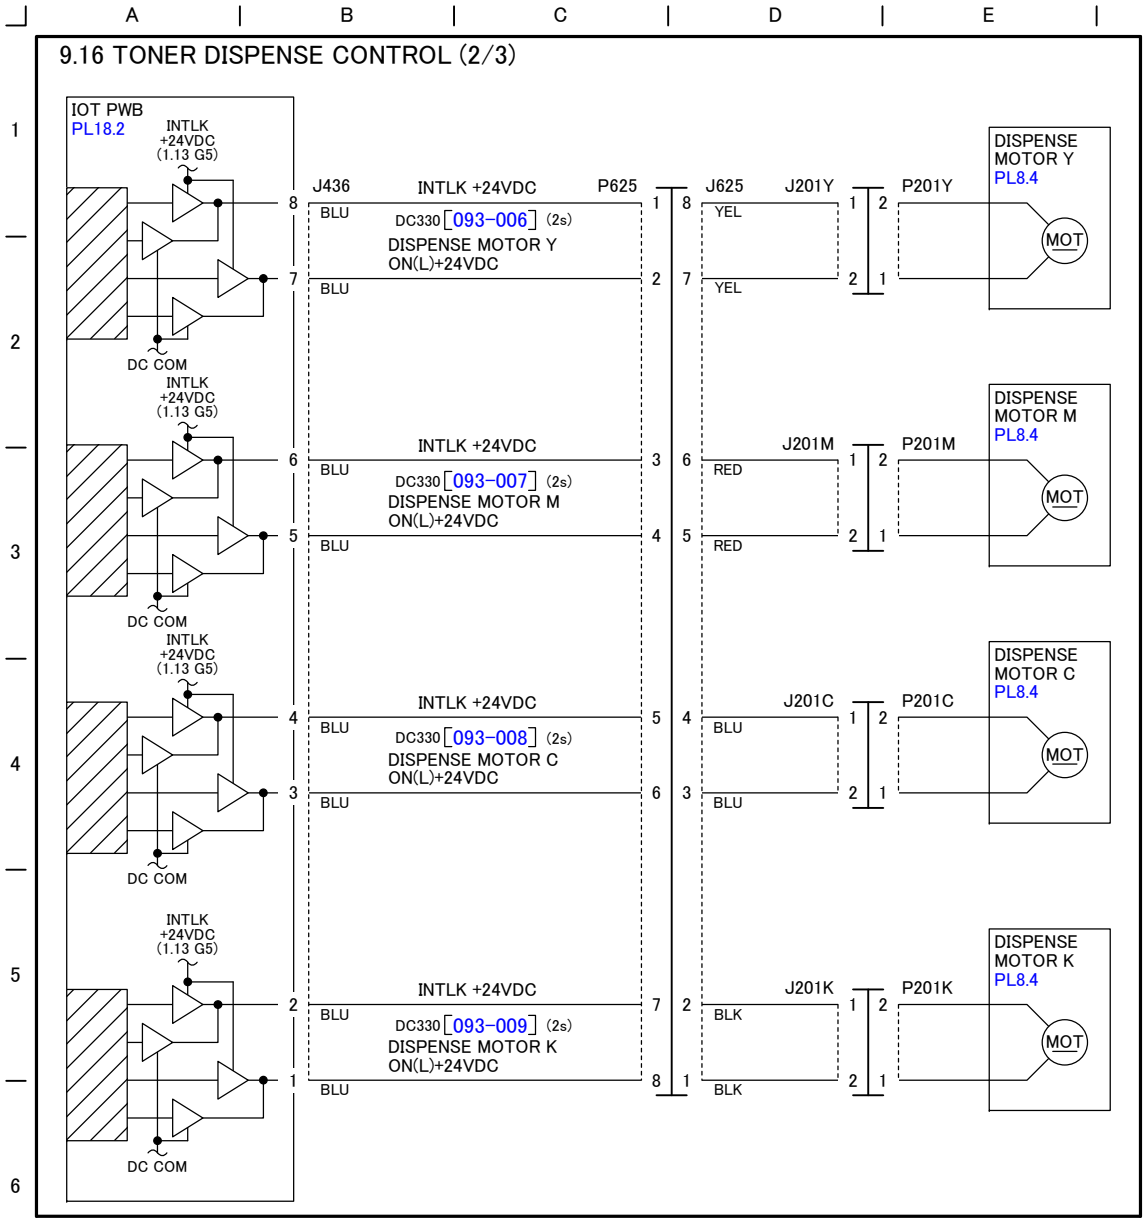 A B C D E
9.16 TONER DISPENSE CONTROL (2/3)
1
IOT PWB
PL18.2
INTLK
+24VDC
(1.13 G5)
DISPENSE
MOTOR Y
PL8.4
J436 INTLK +24VDC P625 J625 J201Y P201Y
8 BLU 1 8 YEL 1 2
DC330 [093-006] (2s)
DISPENSE MOTOR Y
ON(L)+24VDC
MOT
7 BLU 2 7 YEL 2 1
2
DC COM
INTLK
+24VDC
(1.13 G5)
DISPENSE
MOTOR M
PL8.4
INTLK +24VDC J201M P201M
6 BLU 3 6 RED 1 2
DC330 [093-007] (2s)
DISPENSE MOTOR M
ON(L)+24VDC
MOT
5 BLU 4 5 RED 2 1
3
DC COM
INTLK
+24VDC
(1.13 G5)
DISPENSE
MOTOR C
PL8.4
INTLK +24VDC J201C P201C
4 BLU 5 4 BLU 1 2
DC330 [093-008] (2s)
DISPENSE MOTOR C
ON(L)+24VDC
MOT
4
3 BLU 6 3 BLU 2 1
DC COM
INTLK
+24VDC
(1.13 G5)
DISPENSE
MOTOR K
PL8.4
5
INTLK +24VDC J201K P201K
2 BLU 7 2 BLK 1 2
DC330 [093-009] (2s)
DISPENSE MOTOR K
ON(L)+24VDC
MOT
1 BLU 8 1 BLK 2 1
DC COM
6